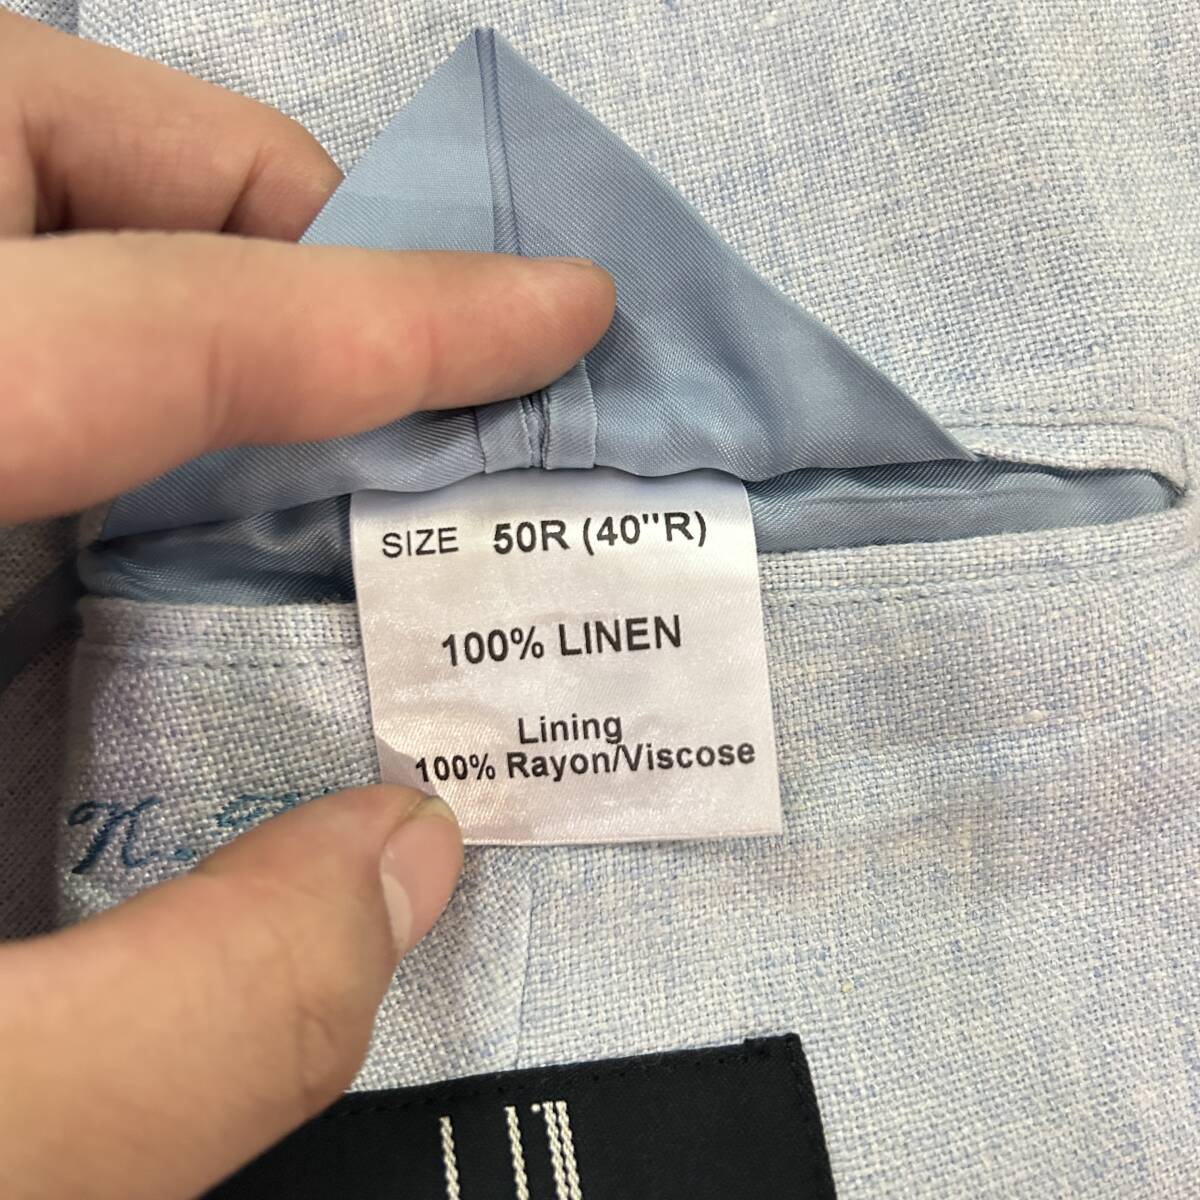 SIZE 50R (40"R)
100% LINEN
Lining
100% Rayon/Viscose
K.